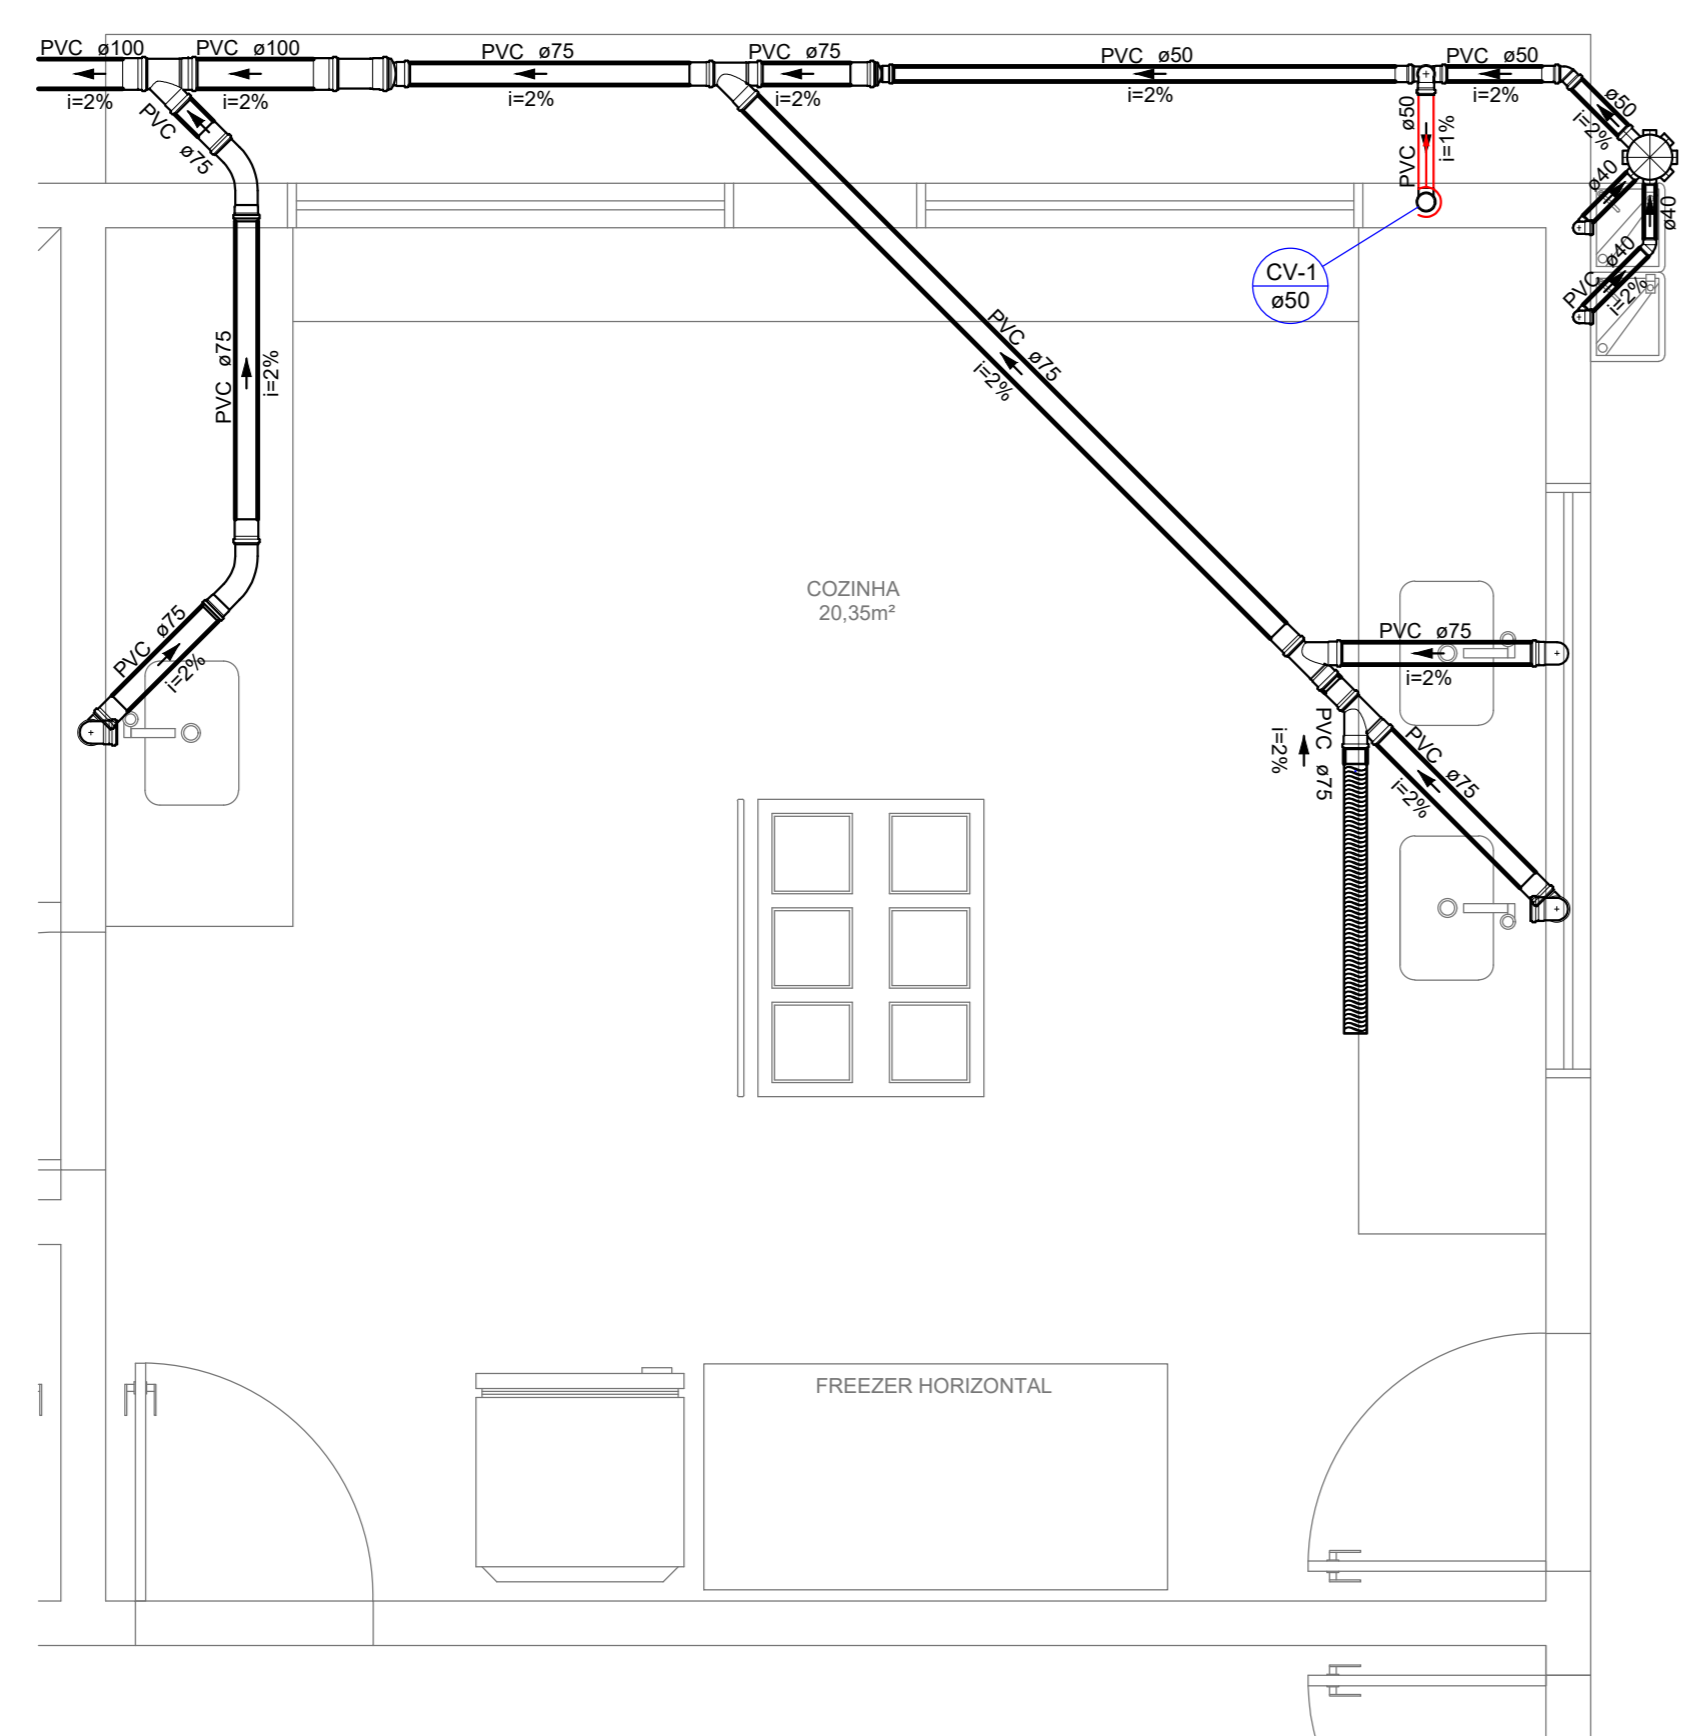 PVC ø100
i=2%
PVC ø100
i=2%
PVC ø75
i=2%
PVC ø75
i=2%
PVC ø50
i=2%
PVC ø50
i=2%
PVC ø75
ø50
i=2%
PVC ø50
i=1%
ø40
ø40
PVC ø40
i=2%
CV-1
ø50
PVC ø75
i=2%
PVC ø75
i=2%
COZINHA
20,35m²
PVC ø75
i=2%
PVC ø75
i=2%
PVC ø75
i=2%
PVC ø75
i=2%
FREEZER HORIZONTAL